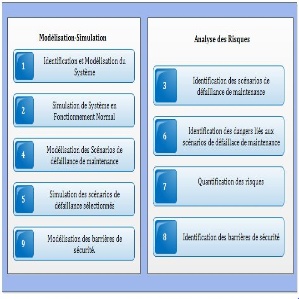 Modélisation-Simulation
1
Identification et Modélisation du
Système
2
Simulation de Système en
Fonctionnement Normal
4
Modélisation des Scénarios de
défaillance de maintenance
5
Simulation des scénarios de
défaillance sélectionnés
9
Modélisation des barrières de
sécurité.
Analyse des Risques
3
Identification des scénarios de
défaillance de maintenance
6
Identification des dangers liés aux
scénarios de défaillace de maintenance
7
Quantification des risques
8
Identification des barrières de sécurité